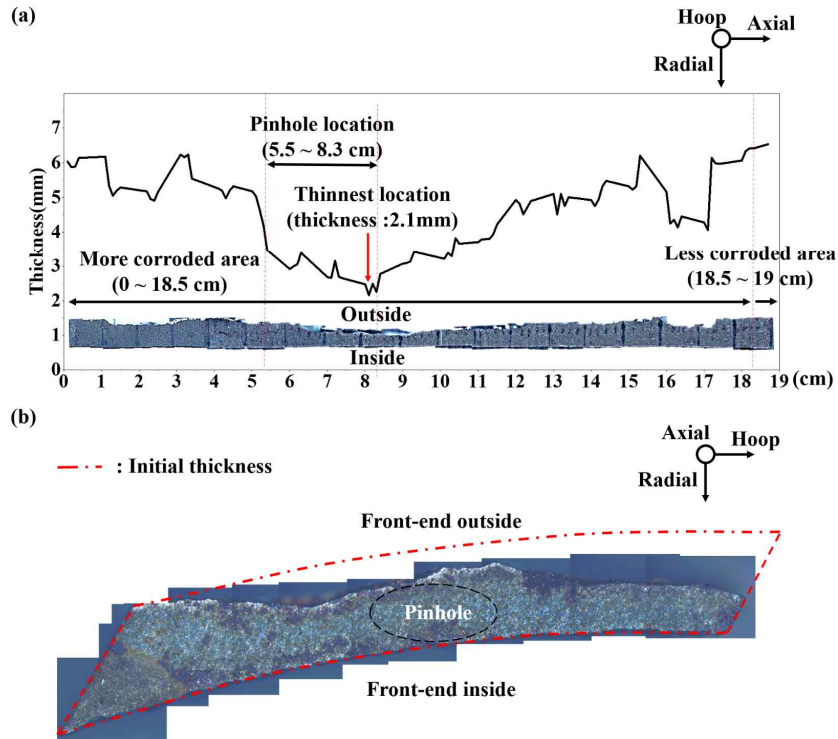 (a)
Hoop
Axial
Radial
Thickness(mm)
7
6
5
4
3
2
1
0
Pinhole location
(5.5 ~ 8.3 cm)
Thinnest location
(thickness :2.1mm)
More corroded area
(0 ~ 18.5 cm)
Less corroded area
(18.5~ 19 cm)
Outside
Inside
0 1 2 3 4 5 6 7 8 9 10 11 12 13 14 15 16 17 18 19 (cm)
(b)
Axial
Hoop
Radial
: Initial thickness
Front-end outside
Pinhole
Front-end inside